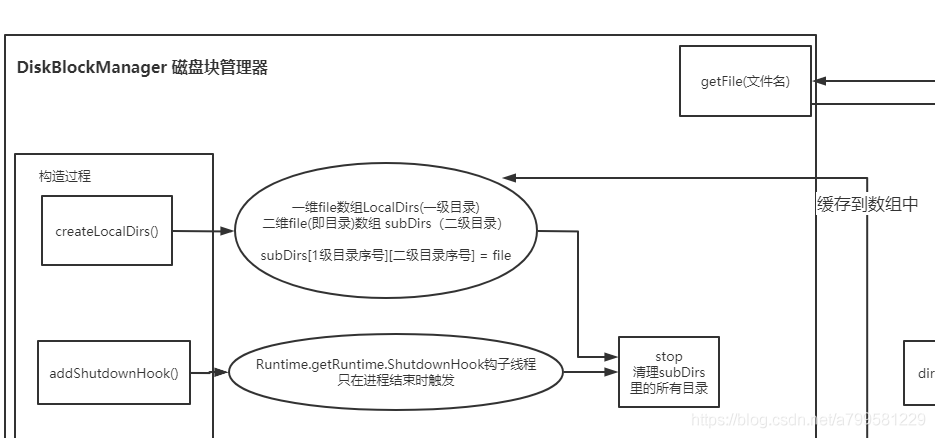 DiskBlockManager 磁盘块管理器
getFile(文件名)
构造过程
createLocalDirs()
一维file数组LocalDirs(一级目录)
二维file(即目录)数组 subDirs（二级目录）
subDirs[1级目录序号][二级目录序号] = file
缓存到数组中
addShutdownHook()
Runtime.getRuntime.ShutdownHook钩子线程
只在进程结束时触发
stop
清理subDirs
里的所有目录
dir
https://blog.csdn.net/a799581229